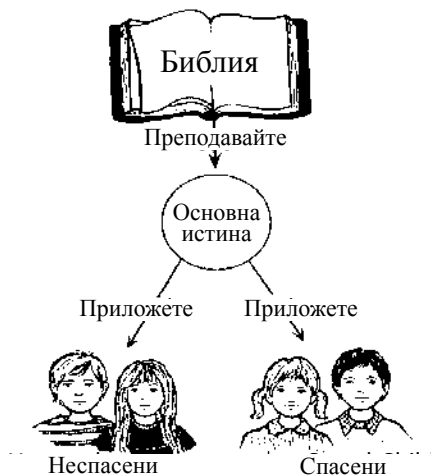 Библия
Преподавайте
Основна
истина
Приложете Приложете
Неспасени Спасени